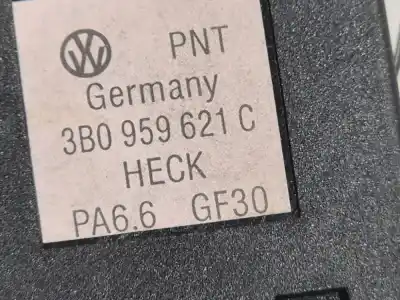 PNT
Germany
3B0 959 621 C
HECK
PA6.6 GF30